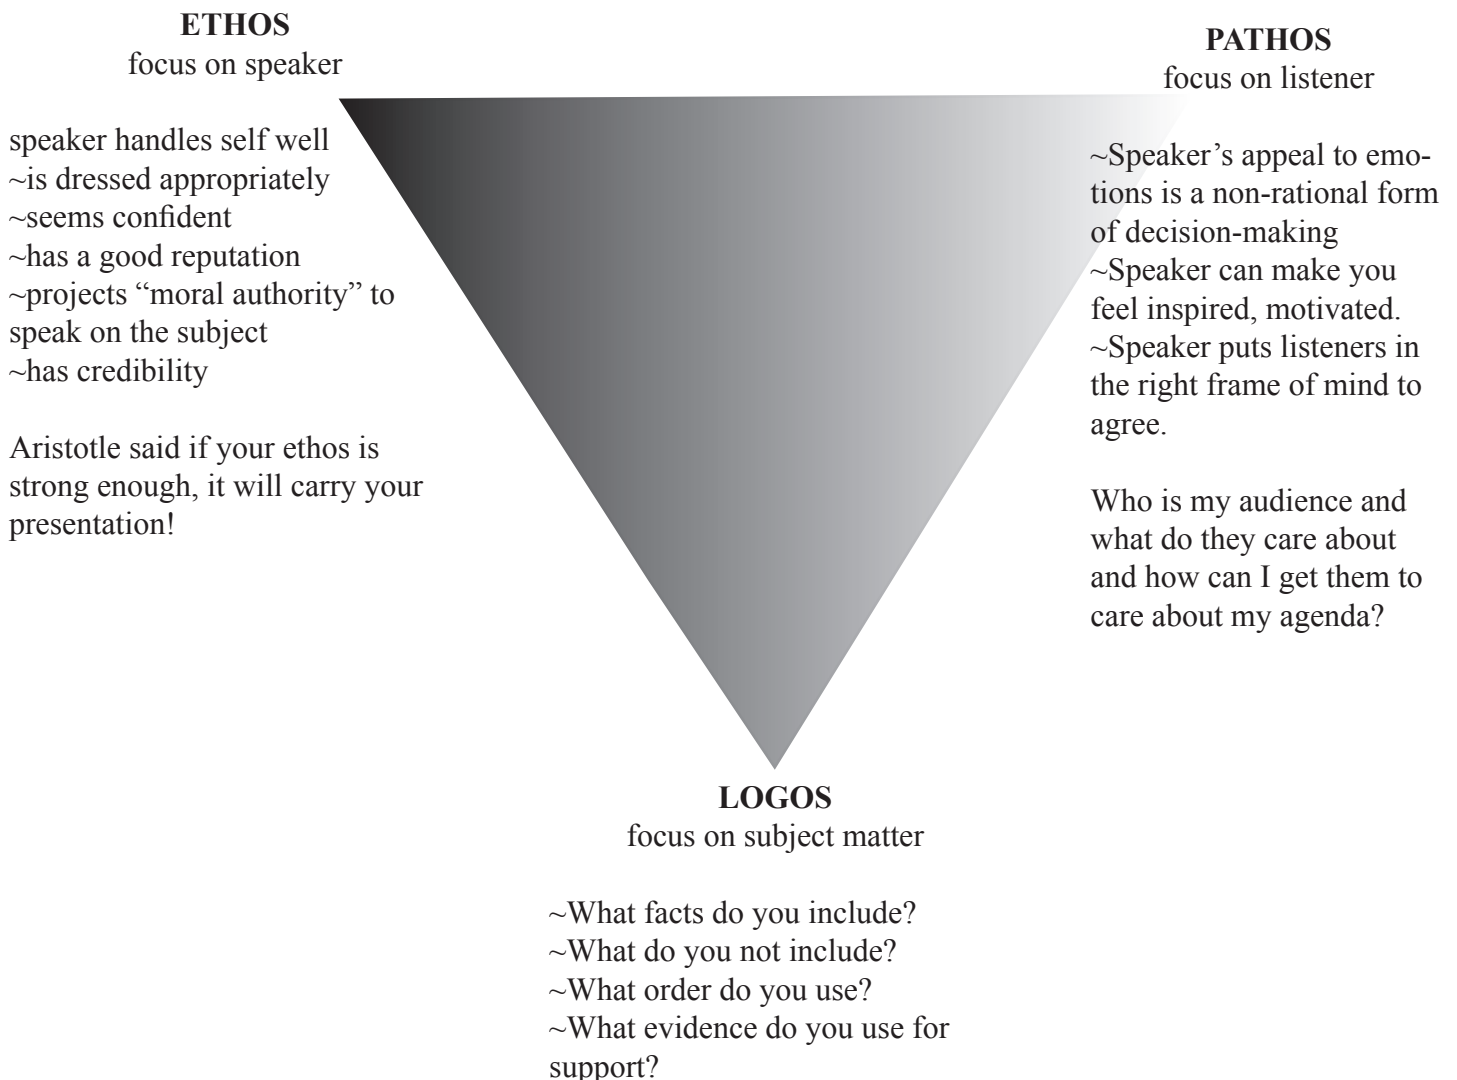 ETHOS
focus on speaker
speaker handles self well
~is dressed appropriately
~seems confident
~has a good reputation
~projects “moral authority” to
speak on the subject
~has credibility
Aristotle said if your ethos is
strong enough, it will carry your
presentation!
PATHOS
focus on listener
~Speaker’s appeal to emo-
tions is a non-rational form
of decision-making
~Speaker can make you
feel inspired, motivated.
~Speaker puts listeners in
the right frame of mind to
agree.
Who is my audience and
what do they care about
and how can I get them to
care about my agenda?
LOGOS
focus on subject matter
~What facts do you include?
~What do you not include?
~What order do you use?
~What evidence do you use for
support?